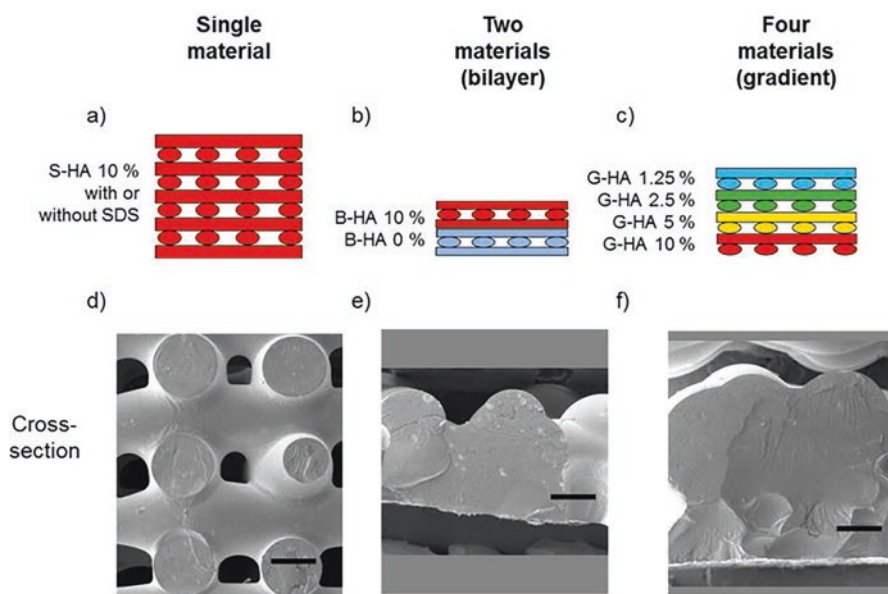 Single
material
Two
materials
(bilayer)
Four
materials
(gradient)
a)
S-HA 10 %
with or
without SDS
b)
B-HA 10 %
B-HA 0 %
c)
G-HA 1.25 %
G-HA 2.5 %
G-HA 5 %
G-HA 10 %
d)
e)
f)
Cross-
section